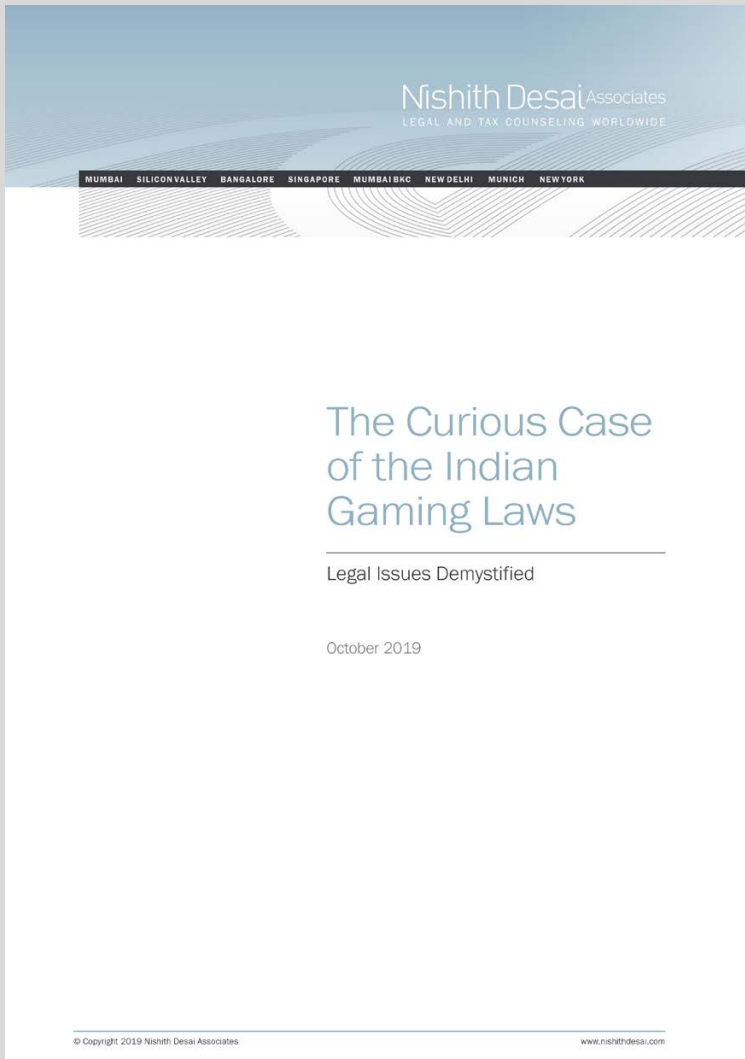 Nishith Desai Associates
LEGAL AND TAX COUNSELING WORLDWIDE
MUMBAI SILICON VALLEY BANGALORE SINGAPORE MUMBAI BKC NEW DELHI MUNICH NEW YORK
The Curious Case
of the Indian
Gaming Laws
Legal Issues Demystified
October 2019
© Copyright 2019 Nishith Desai Associates
www.nishithdesai.com